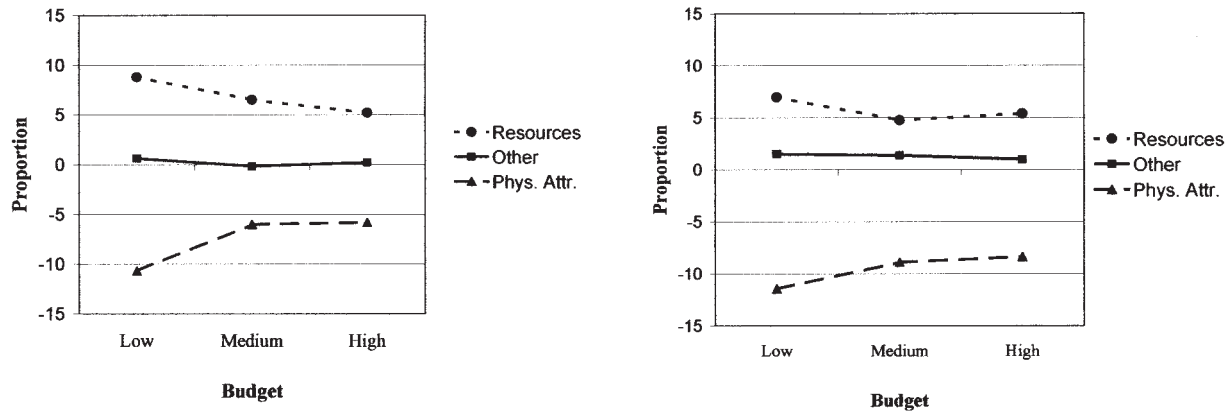 15
10
5
0
-5
-10
-15
Proportion
Low Medium High
Budget
Resources
Other
Phys. Attr.
15
10
5
0
-5
-10
-15
Proportion
Low Medium High
Budget
Resources
Other
Phys. Attr.